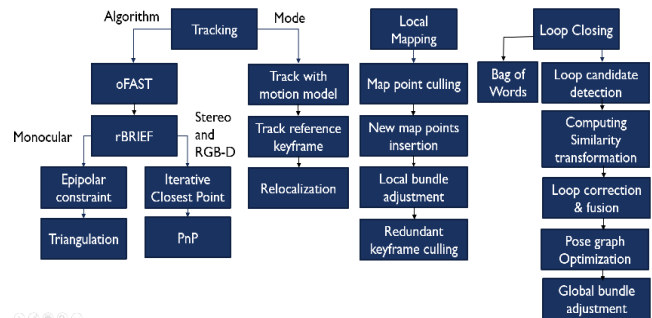 Algorithm
Tracking
Mode
oFAST
rBRIEF
Monocular
Stereo
and
RGB-D
Epipolar
constraint
Triangulation
Iterative
Closest Point
PnP
Track with
motion model
Track reference
keyframe
Relocalization
Local
Mapping
Map point culling
New map points
insertion
Local bundle
adjustment
Redundant
keyframe culling
Loop Closing
Bag of
Words
Loop candidate
detection
Computing
Similarity
transformation
Loop correction
& fusion
Pose graph
Optimization
Global bundle
adjustment